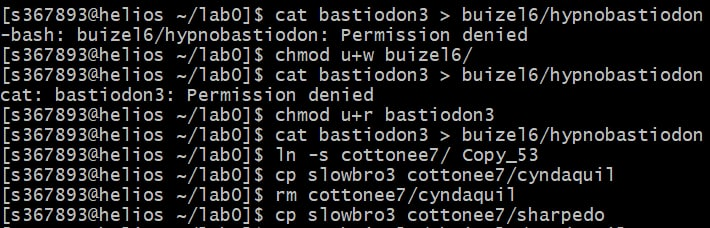 [s367893@helios ~/lab0]$ cat bastiodon3 > buizel6/hypnobastiodon
-bash: buizel6/hypnobastiodon: Permission denied
[s367893@helios ~/lab0]$ chmod u+w buizel6/
[s367893@helios ~/lab0]$ cat bastiodon3 > buizel6/hypnobastiodon
cat: bastiodon3: Permission denied
[s367893@helios ~/lab0]$ chmod u+r bastiodon3
[s367893@helios ~/lab0]$ cat bastiodon3 > buizel6/hypnobastiodon
[s367893@helios ~/lab0]$ ln -s cottonee7/ Copy_53
[s367893@helios ~/lab0]$ cp slowbro3 cottonee7/cyndaquil
[s367893@helios ~/lab0]$ rm cottonee7/cyndaquil
[s367893@helios ~/lab0]$ cp slowbro3 cottonee7/sharpedo